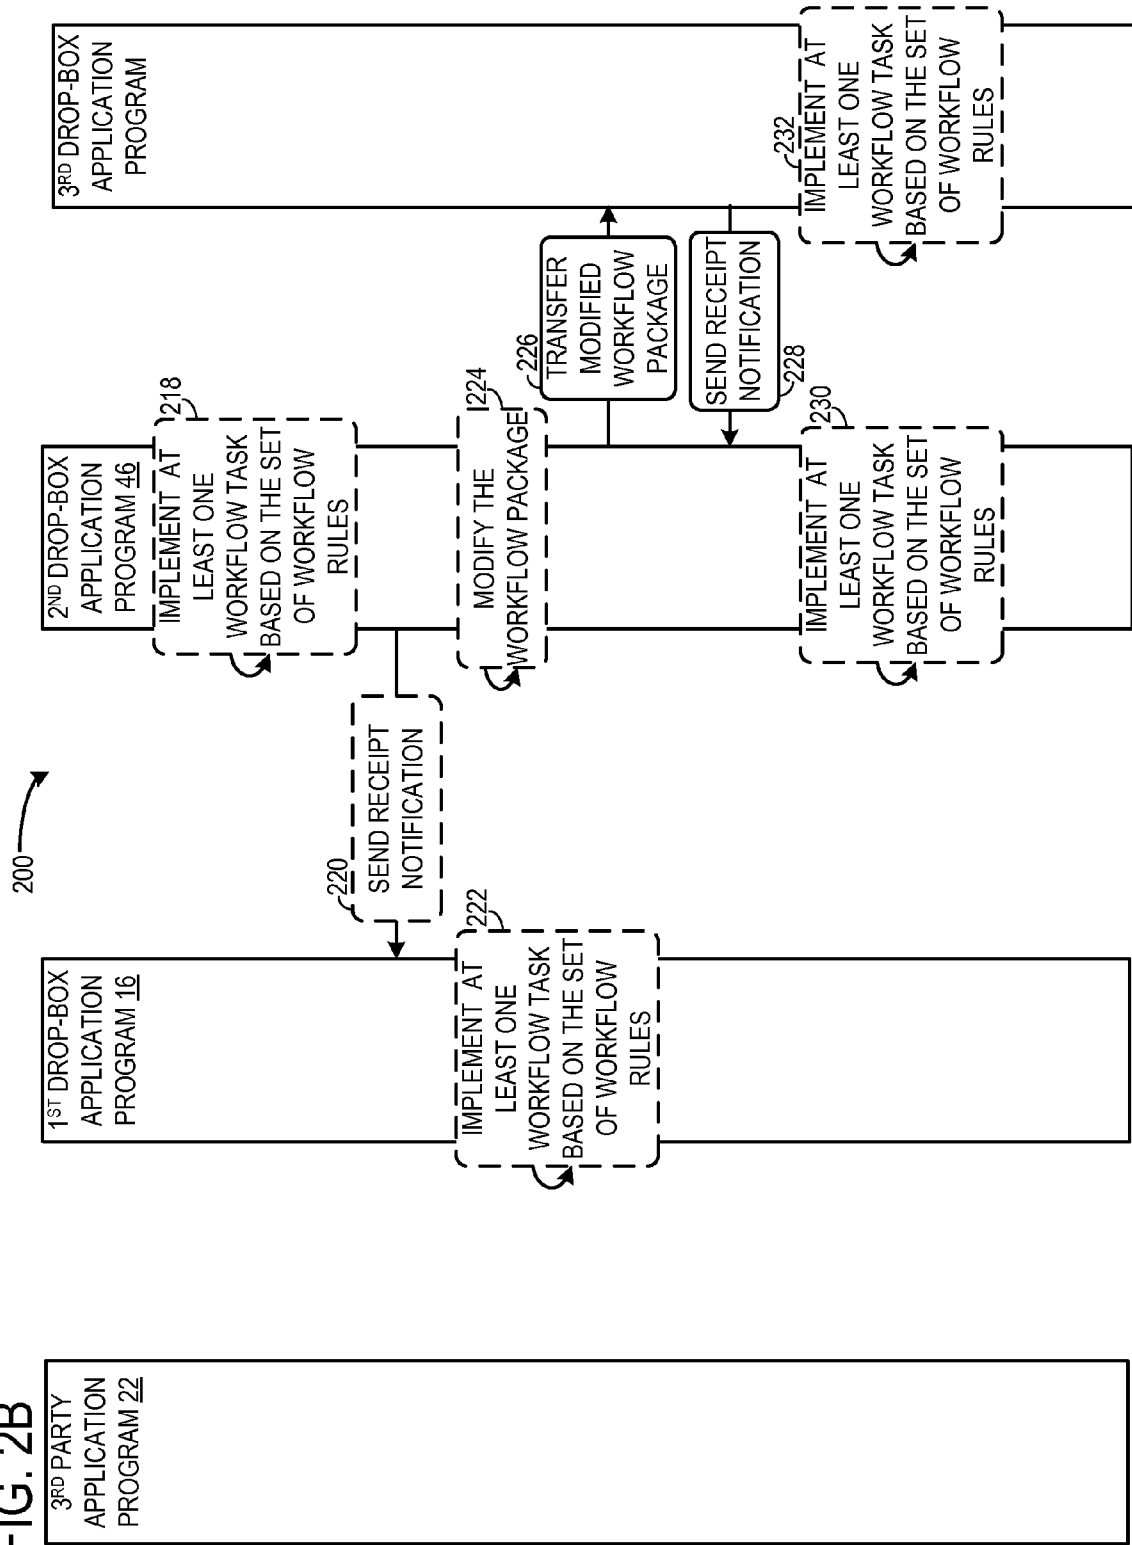 FIG. 2B
200
3RD PARTY
APPLICATION
PROGRAM 22
1ST DROP-BOX
APPLICATION
PROGRAM 16
2ND DROP-BOX
APPLICATION
PROGRAM 46
3RD DROP-BOX
APPLICATION
PROGRAM
218
IMPLEMENT AT
LEAST ONE
WORKFLOW TASK
BASED ON THE SET
OF WORKFLOW
RULES
220
SEND RECEIPT
NOTIFICATION
222
IMPLEMENT AT
LEAST ONE
WORKFLOW TASK
BASED ON THE SET
OF WORKFLOW
RULES
224
MODIFY THE
WORKFLOW PACKAGE
226
TRANSFER
MODIFIED
WORKFLOW
PACKAGE
SEND RECEIPT
NOTIFICATION
228
230
IMPLEMENT AT
LEAST ONE
WORKFLOW TASK
BASED ON THE SET
OF WORKFLOW
RULES
232
IMPLEMENT AT
LEAST ONE
WORKFLOW TASK
BASED ON THE SET
OF WORKFLOW
RULES